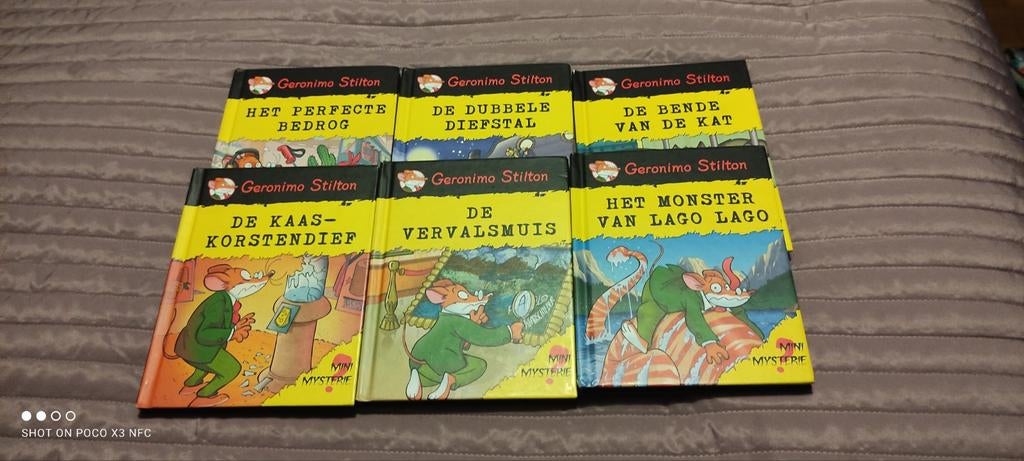 Geronimo Stilton
HET PERFECTE
BEDROG
Geronimo Stilton
DE DUBBELE
DIEFSTAL
Geronimo Stilton
DE BENDE
VAN DE KAT
Geronimo Stilton
DE KAAS-
KORSTENDIEF
MINI
MYSTERIE
Geronimo Stilton
DE
VERVALSMUIS
MINI
MYSTERIE
Geronimo Stilton
HET MONSTER
VAN LAGO LAGO
MINI
MYSTERIE
SHOT ON POCO X3 NFC